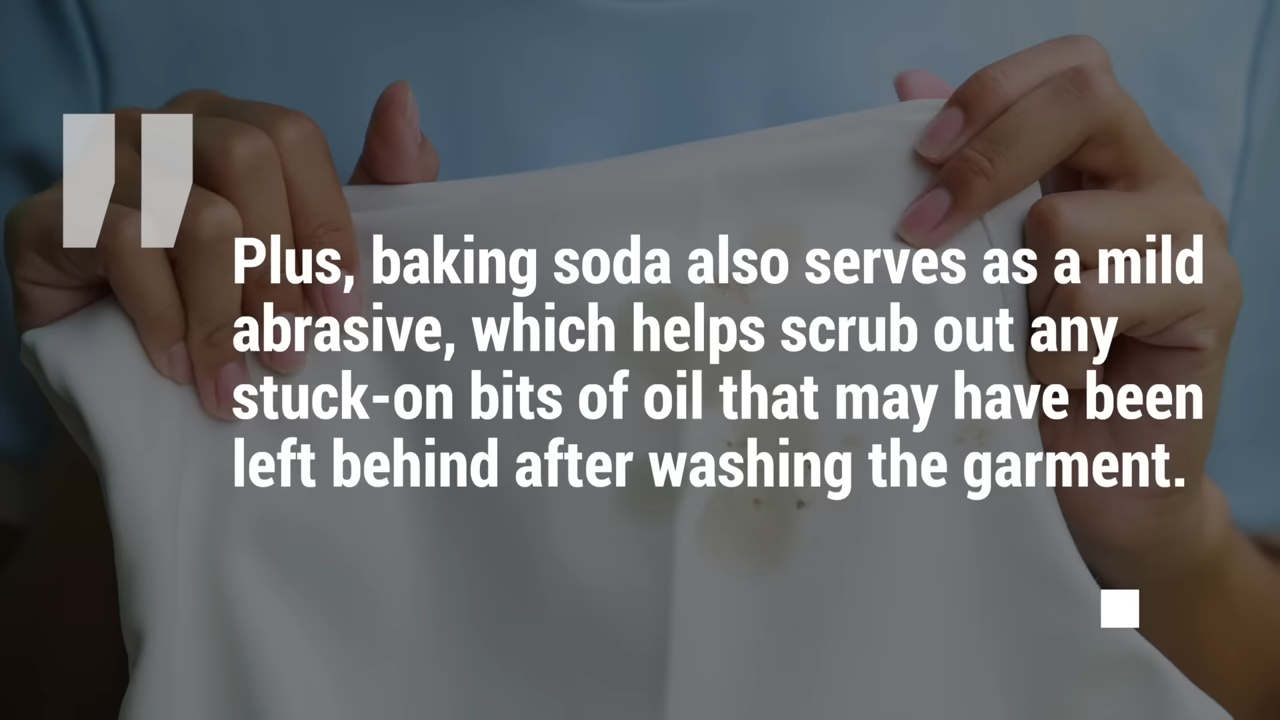 Plus, baking soda also serves as a mild
abrasive, which helps scrub out any
stuck-on bits of oil that may have been
left behind after washing the garment.